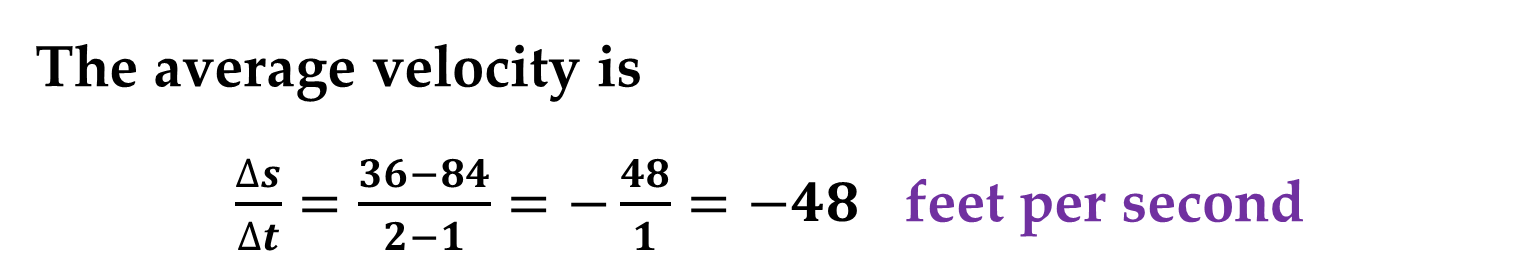 The average velocity is
Δs/Δt = 36−84/2−1 = −48/1 = −48 feet per second